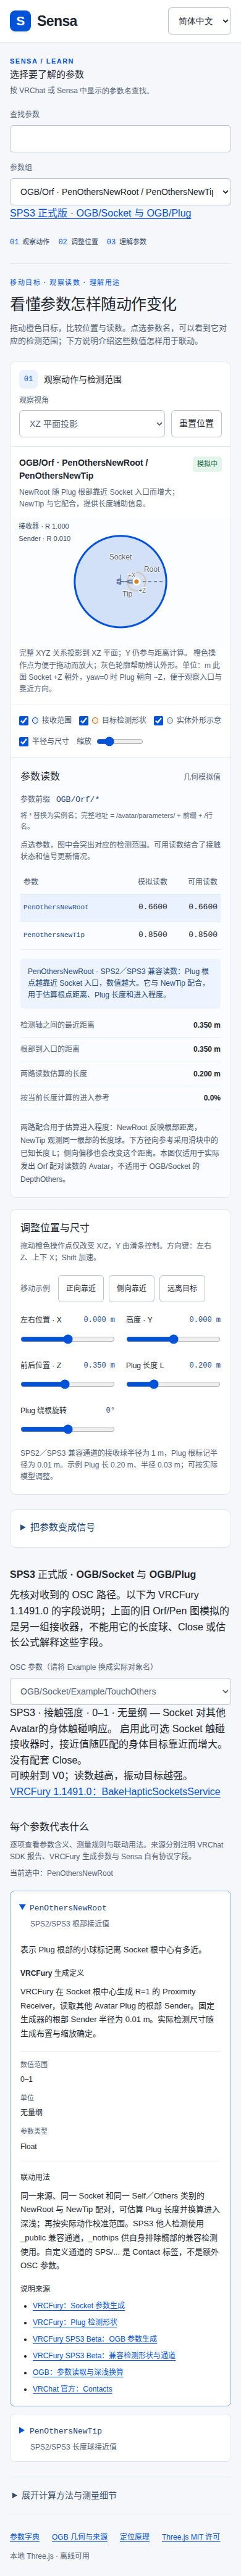 S Sensa
简体中文
SENSA / LEARN
选择要了解的参数
按 VRChat 或 Sensa 中显示的参数名查找。
查找参数
参数组
OGB/Orf · PenOthersNewRoot / PenOthersNewTip
SPS3 正式版 · OGB/Socket 与 OGB/Plug
01 观察动作 02 调整位置 03 理解参数
移动目标 · 观察读数 · 理解用途
看懂参数怎样随动作变化
拖动橙色目标，比较位置与读数。点选参数名，可以看到它对应的检测范围；下方说明介绍这些数值怎样用于联动。
01 观察动作与检测范围
观察视角
XZ 平面投影
重置位置
OGB/Orf · PenOthersNewRoot /
PenOthersNewTip
模拟中
NewRoot 随 Plug 根部靠近 Socket 入口而增大；
NewTip 与它配合，提供长度辅助信息。
接收器 · R 1.000
Sender · R 0.010
Socket
Root
Tip
完整 XYZ 关系投影到 XZ 平面；Y 仍参与距离计算。 橙色操作点为便于拖动而放大；灰色轮廓帮助辨认外形。单位：m 此图 Socket +Z 朝外，yaw=0 时 Plug 朝向 −Z，便于观察入口与靠近方向。
接收范围 目标检测形状 实体外形示意
半径与尺寸 缩放
参数读数
几何模拟值
参数前缀 OGB/Orf/*
将 * 替换为实例名；完整地址 = /avatar/parameters/ + 前缀 + /行名。
点选参数，图中会突出对应的检测范围。可用读数结合了接触状态和信号更新情况。
参数 模拟读数 可用读数
PenOthersNewRoot 0.6600 0.6600
PenOthersNewTip 0.8500 0.8500
PenOthersNewRoot · SPS2／SPS3 兼容读数：Plug 根点越靠近 Socket 入口，数值越大。它与 NewTip 配合，用于估算根点距离、Plug 长度和进入程度。
检测轴之间的最近距离 0.350 m
根部到入口的距离 0.350 m
两路读数估算的长度 0.200 m
按当前长度计算的进入参考 0.0%
两路配合用于估算进入程度：NewRoot 反映根部距离，NewTip 观测同一根部的长度球。下方径向参考采用滑块中的已知长度 L；侧向偏移也会改变这个距离。本图仅适用于实际发出 Orf 配对读数的 Avatar，不适用于 OGB/Socket 的 DepthOthers。
调整位置与尺寸
拖动橙色操作点仅改变 X/Z，Y 由滑条控制。方向键：左右 Z、上下 X；Shift 加速。
移动示例 正向靠近 侧向靠近 远离目标
左右位置 · X 0.000 m
高度 · Y 0.000 m
前后位置 · Z 0.350 m
Plug 长度 L 0.200 m
Plug 绕根旋转 0°
SPS2／SPS3 兼容通道的接收球半径为 1 m，Plug 根标记半径为 0.01 m。示例 Plug 长 0.20 m、半径 0.03 m；可按实际模型调整。
把参数变成信号
SPS3 正式版 · OGB/Socket 与 OGB/Plug
先核对收到的 OSC 路径。以下为 VRCFury 1.1491.0 的字段说明；上面的旧 Orf/Pen 图模拟的是另一组接收器，不能用它的长度球、Close 或估长公式解释这些字段。
OSC 参数（请将 Example 换成实际对象名）
OGB/Socket/Example/TouchOthers
SPS3 · 接触强度 · 0–1 · 无量纲 — Socket 对其他 Avatar的身体触碰响应。 启用此可选 Socket 触碰接收器时，接近值随匹配的身体目标靠近而增大。没有配套 Close。
可映射到 V0；读数越高，振动目标越强。
VRCFury 1.1491.0：BakeHapticSocketsService
每个参数代表什么
逐项查看参数含义、测量规则与联动用法。来源分别注明 VRChat SDK 报告、VRCFury 生成参数与 Sensa 自有协议字段。
当前选中：PenOthersNewRoot
PenOthersNewRoot
SPS2/SPS3 根部接近值
表示 Plug 根部的小球标记离 Socket 根中心有多近。
VRCFury 生成定义
VRCFury 在 Socket 根中心生成 R=1 的 Proximity Receiver，读取其他 Avatar Plug 的根部 Sender。固定生成器的根部 Sender 半径为 0.01 m。实际检测尺寸随生成布置与缩放确定。
数值范围
0–1
单位
无量纲
参数类型
Float
联动用法
同一来源、同一 Socket 和同一 Self／Others 类别的 NewRoot 与 NewTip 配对，可估算 Plug 长度并换算进入深浅；再按实际动作校准范围。SPS3 他人检测使用 _public 兼容通道，_nothips 供自身排除髋部的兼容检测使用。自定义通道的 SPS/... 是 Contact 标签，不是额外 OSC 参数。
说明来源
VRCFury：Socket 参数生成
VRCFury：Plug 检测形状
VRCFury SPS3 Beta：OGB 参数生成
VRCFury SPS3 Beta：兼容检测形状与通道
OGB：参数读取与深浅换算
VRChat 官方：Contacts
PenOthersNewTip
SPS2/SPS3 长度球接近值
展开计算方法与测量细节
参数字典 OGB 几何与来源 定位原理 Three.js MIT 许可
本地 Three.js · 离线可用